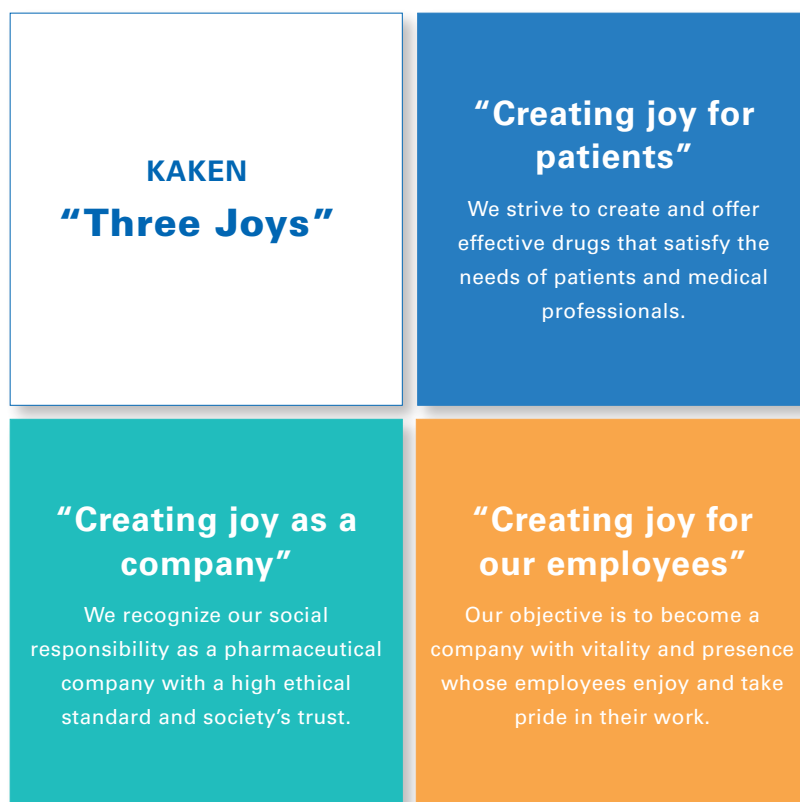 KAKEN
“Three Joys”
“Creating joy for
patients”
We strive to create and offer
effective drugs that satisfy the
needs of patients and medical
professionals.
“Creating joy as a
company”
We recognize our social
responsibility as a pharmaceutical
company with a high ethical
standard and society’s trust.
“Creating joy for
our employees”
Our objective is to become a
company with vitality and presence
whose employees enjoy and take
pride in their work.